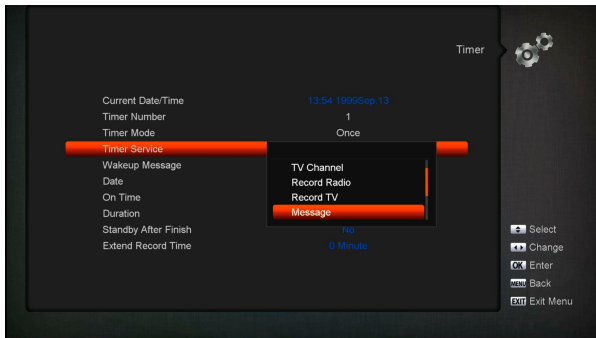 Timer
Current Date/Time 13:54 1999Sep.13
Timer Number 1
Timer Mode Once
Timer Service
Wakeup Message
Date
On Time
Duration
Standby After Finish No
Extend Record Time 0 Minute
TV Channel
Record Radio
Record TV
Message
Select
Change
OK Enter
MENU Back
EXIT Exit Menu